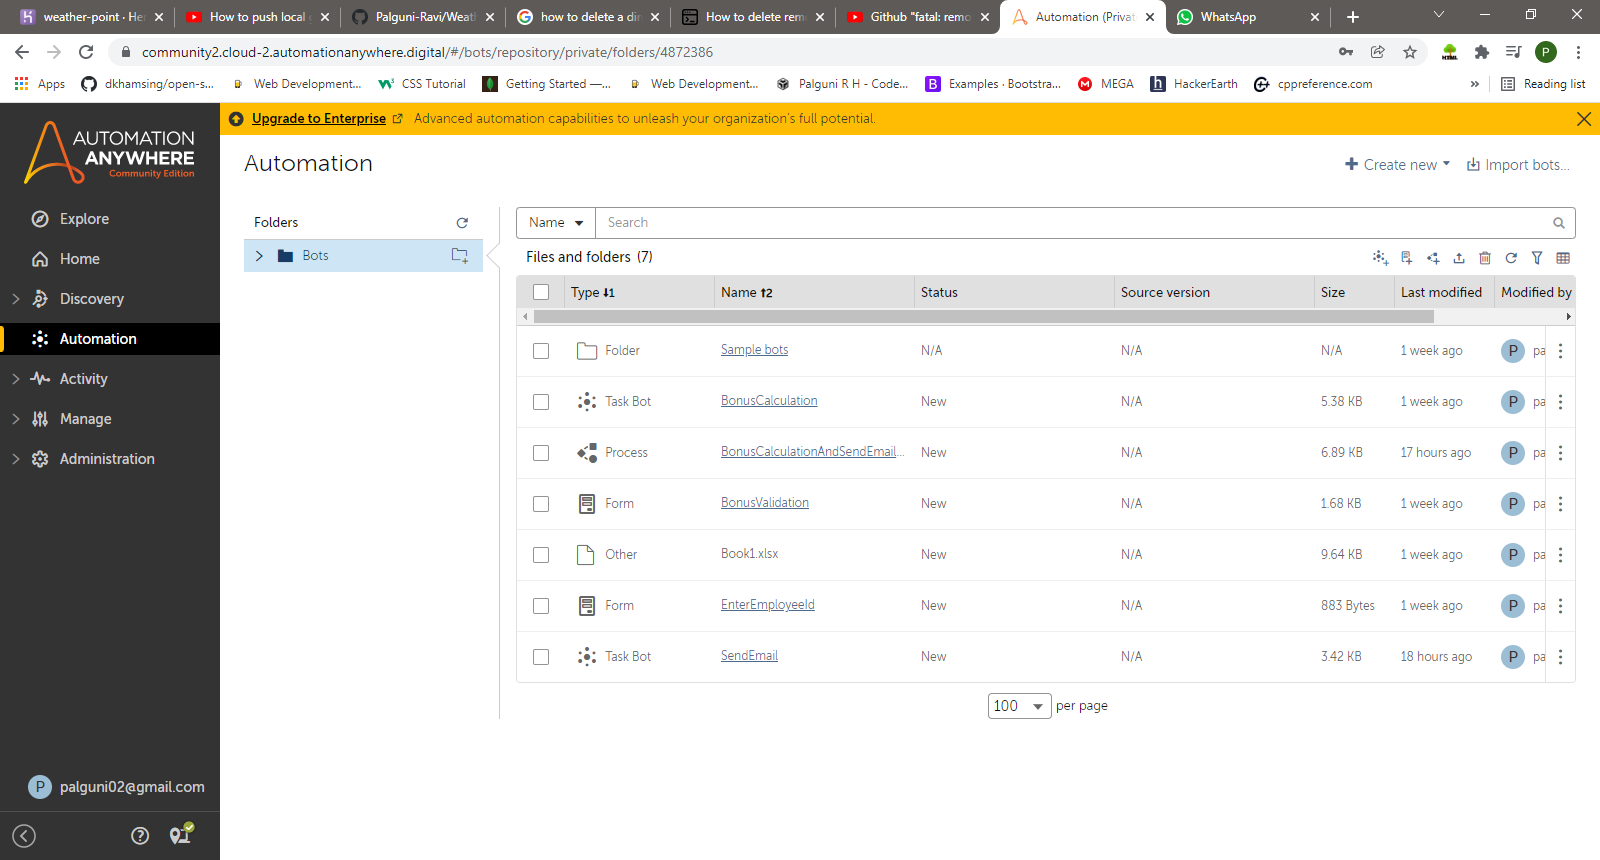 weather-point · He
How to push local
Palguni-Ravi/Weat
how to delete a di
How to delete rem
Github "fatal: remo
Automation (Privat
WhatsApp
community2.cloud-2.automationanywhere.digital/#/bots/repository/private/folders/4872386
P
Apps
dkhamsing/open-s...
Web Development...
CSS Tutorial
Getting Started —...
Web Development...
Palguni R H - Code...
Examples · Bootstra...
MEGA
HackerEarth
cppreference.com
»
Reading list
AUTOMATION
ANYWHERE
Community Edition
Upgrade to Enterprise
Advanced automation capabilities to unleash your organization's full potential.
Explore
Home
Discovery
Automation
Activity
Manage
Administration
P
palguni02@gmail.com
Automation
Create new
Import bots...
Folders
Bots
Name
Search
Files and folders (7)
Type 1 Name 2 Status Source version Size Last modified Modified by
Folder Sample bots N/A N/A N/A 1 week ago P pa
Task Bot BonusCalculation New N/A 5.38 KB 1 week ago P pa
Process BonusCalculationAndSendEmail... New N/A 6.89 KB 17 hours ago P pa
Form BonusValidation New N/A 1.68 KB 1 week ago P pa
Other Book1.xlsx New N/A 9.64 KB 1 week ago P pa
Form EnterEmployeeId New N/A 883 Bytes 1 week ago P pa
Task Bot SendEmail New N/A 3.42 KB 18 hours ago P pa
100 per page